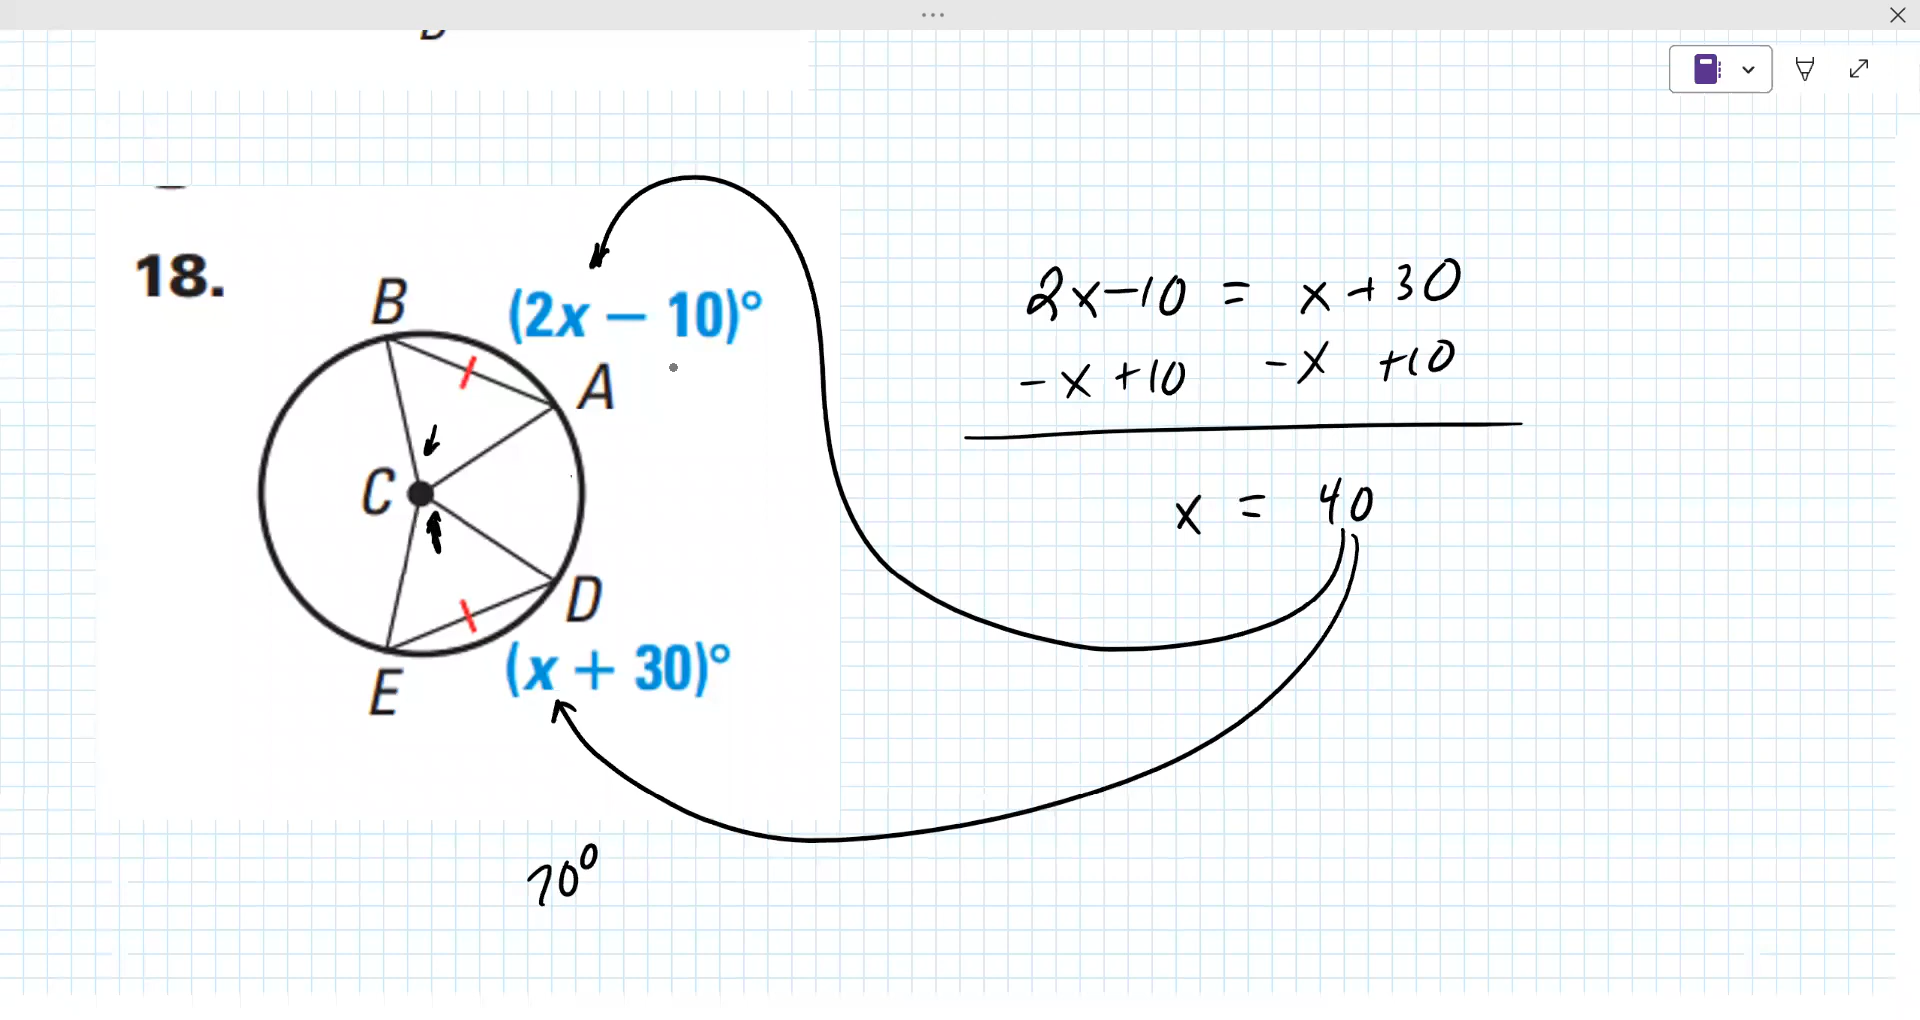 18.
B
(2x – 10)°
A
C
D
(x + 30)°
E
70°
2x-10 = x+30
-x +10 -x +10
x = 40